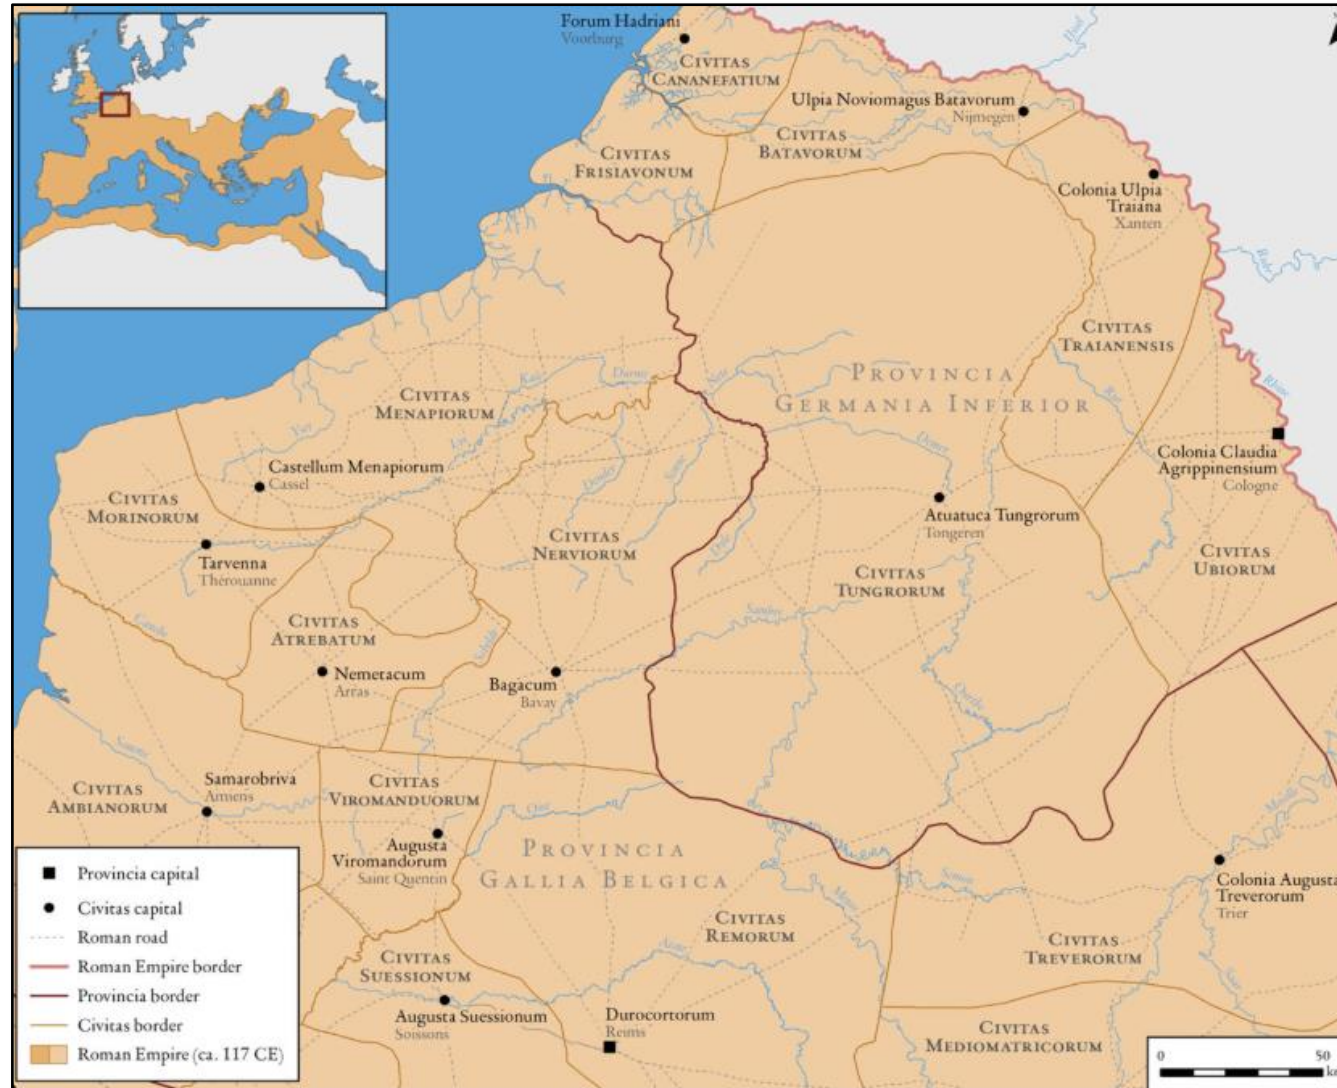 Forum Hadriani
Voorburg
CIVITAS
CANANEFATIUM
Ulpia Noviomagus Batavorum
Nijmegen
CIVITAS
BATAVORUM
CIVITAS
FRISIAVONUM
Colonia Ulpia
Traiana
Xanten
CIVITAS
TRAIANENSIS
PROVINCIA
GERMANIA INFERIOR
Rhine
CIVITAS
MENAPIORUM
Colonia Claudia
Agrippinensium
Cologne
Castellum Menapiorum
Cassel
CIVITAS
MORINORUM
Atuatuca Tungrorum
Tongeren
CIVITAS
NERVIORUM
Tarvenna
Thérouanne
CIVITAS
UBIORUM
CIVITAS
TUNGRORUM
CIVITAS
ATREBATUM
Nemetacum
Arras
Bagacum
Bavay
CIVITAS
AMBIANORUM
Samarobriva
Amiens
CIVITAS
VIROMANDUORUM
Augusta
Viromandorum
Saint Quentin
PROVINCIA
GALLIA BELGICA
Colonia Augusta
Treverorum
Trier
CIVITAS
REMORUM
CIVITAS
TREVERORUM
CIVITAS
SUESSIONUM
Augusta Suessionum
Soissons
Durocortorum
Reims
CIVITAS
MEDIOMATRICORUM
Provincia capital
Civitas capital
Roman road
Roman Empire border
Provincia border
Civitas border
Roman Empire (ca. 117 CE)
0 50